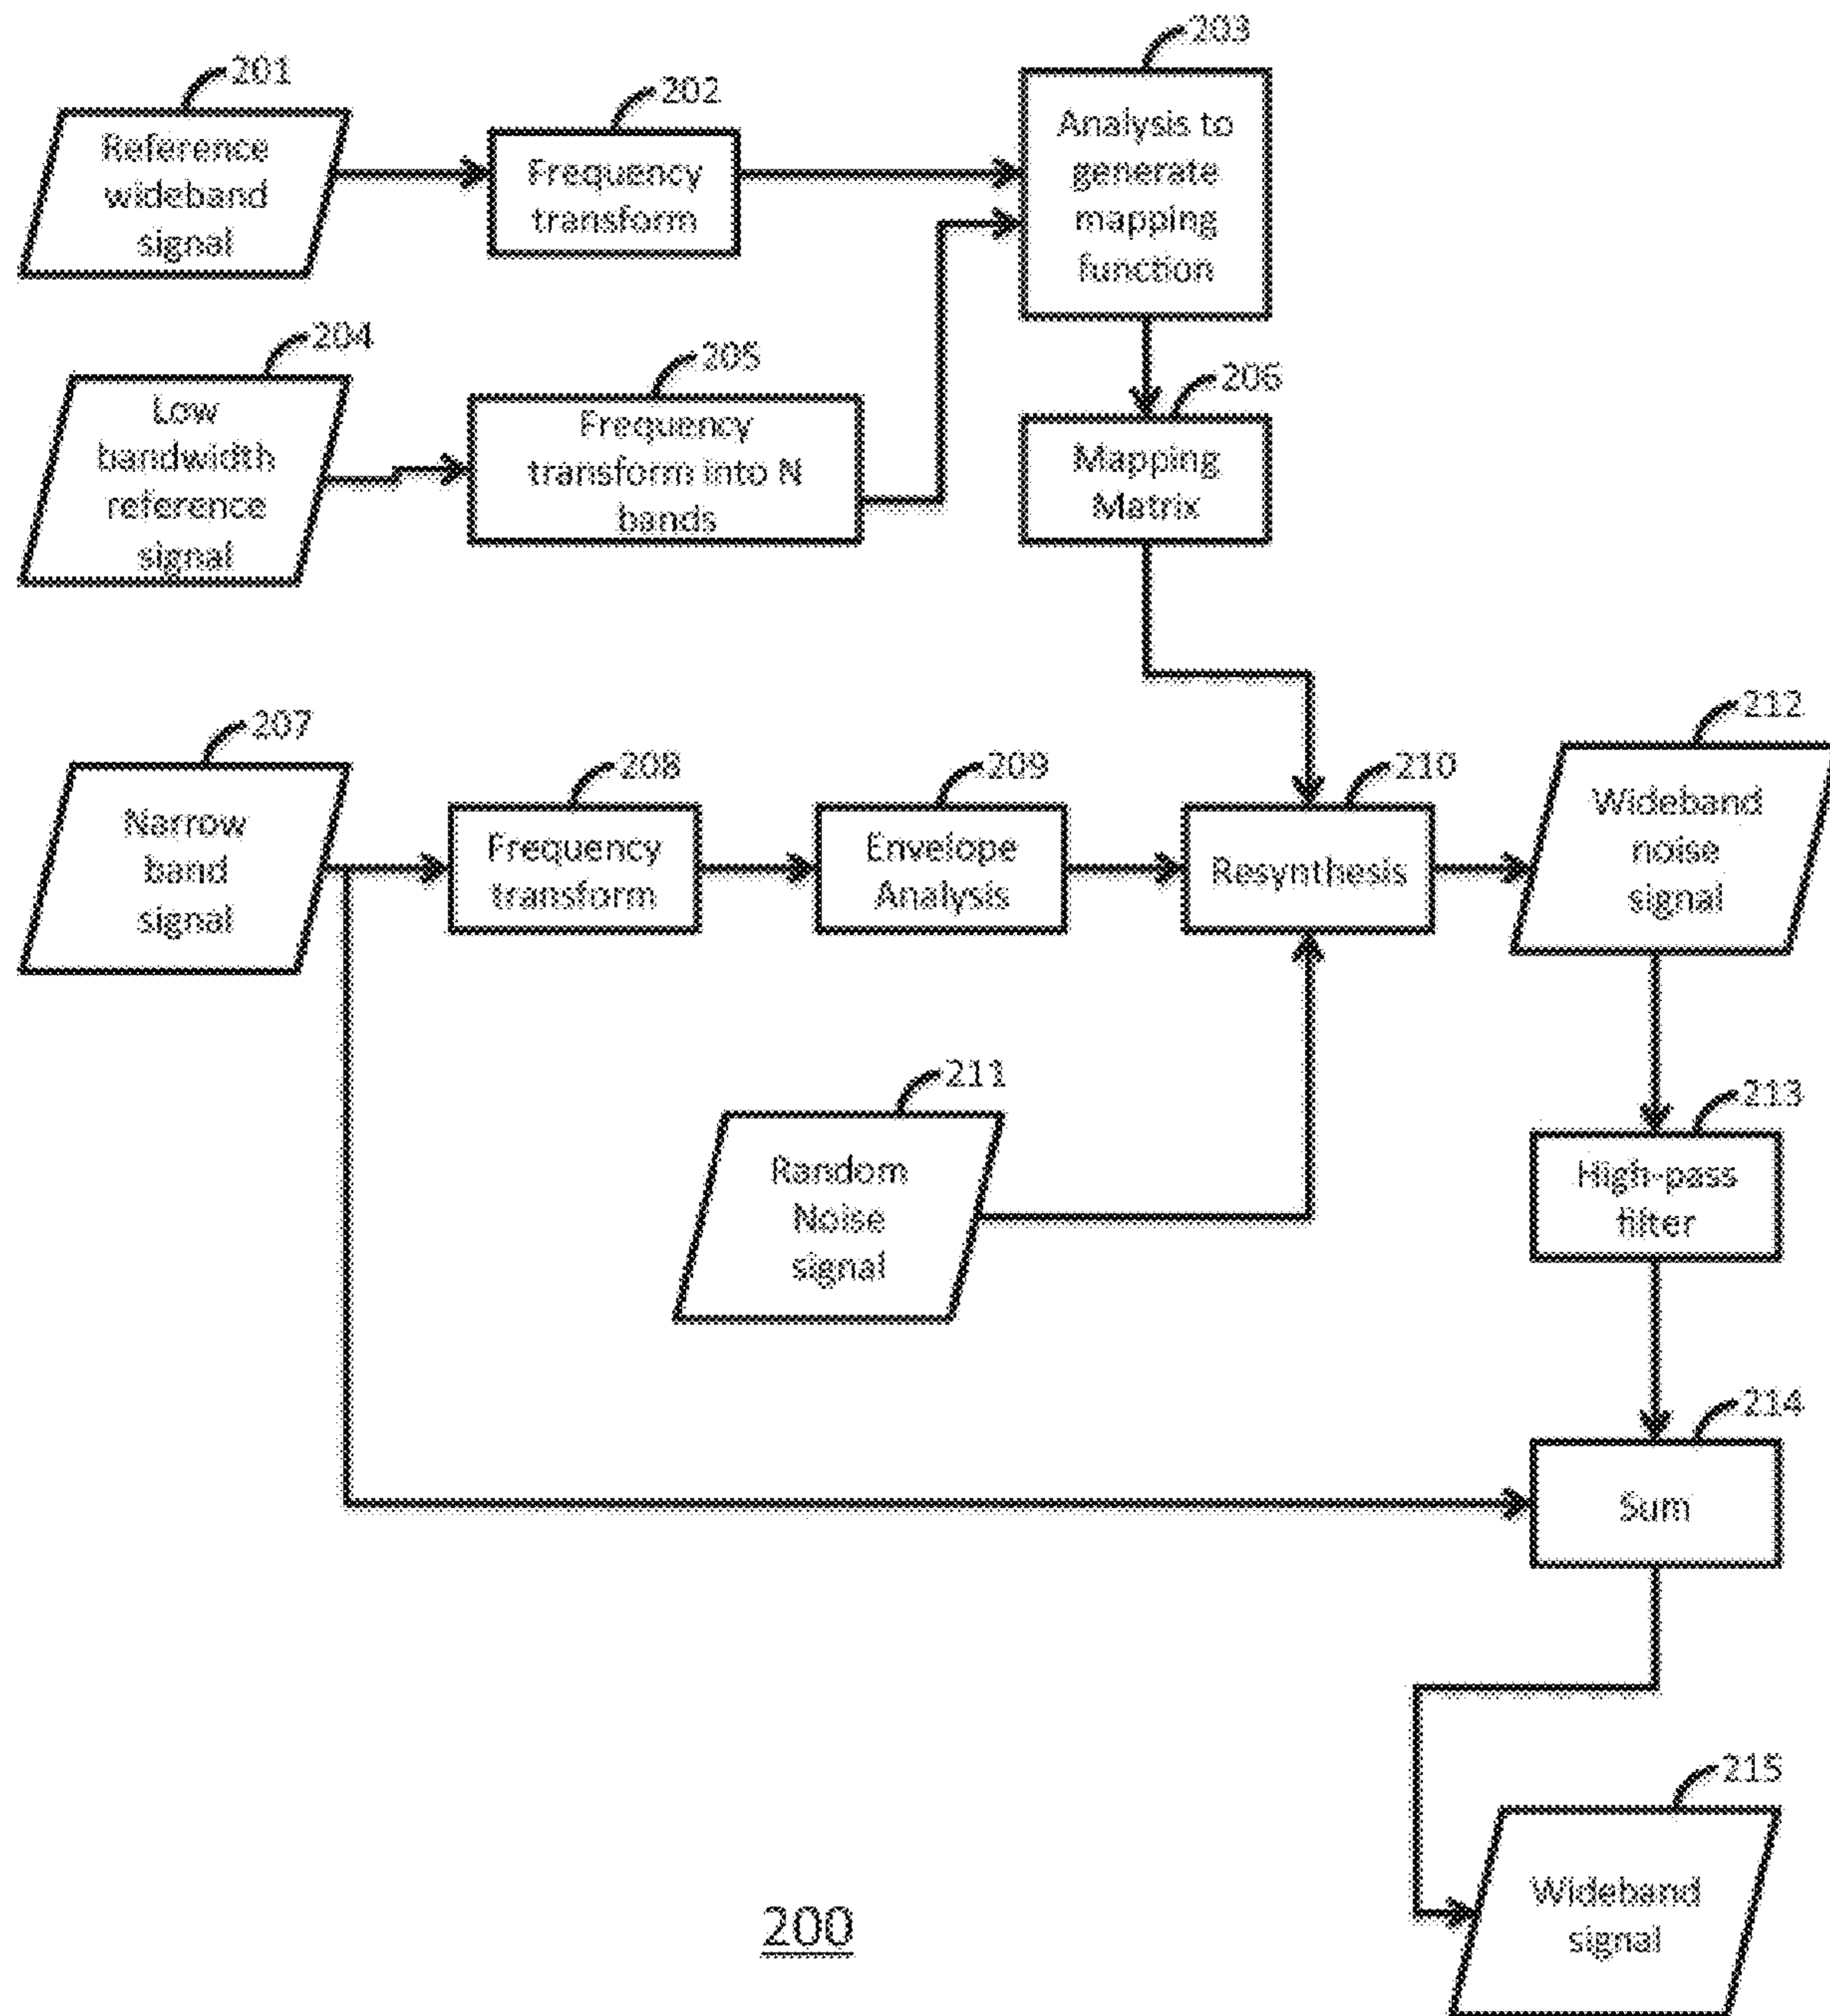 203
201
202
Reference
wideband
signal
Frequency
transform
Analysis to
generate
mapping
function
204
205
206
Low
bandwidth
reference
signal
Frequency
transform into N
bands
Mapping
Matrix
207
208
209
210
212
Narrow
band
signal
Frequency
transform
Envelope
Analysis
Resynthesis
Wideband
noise
signal
211
213
Random
Noise
signal
High-pass
filter
214
Sum
215
Wideband
signal
200